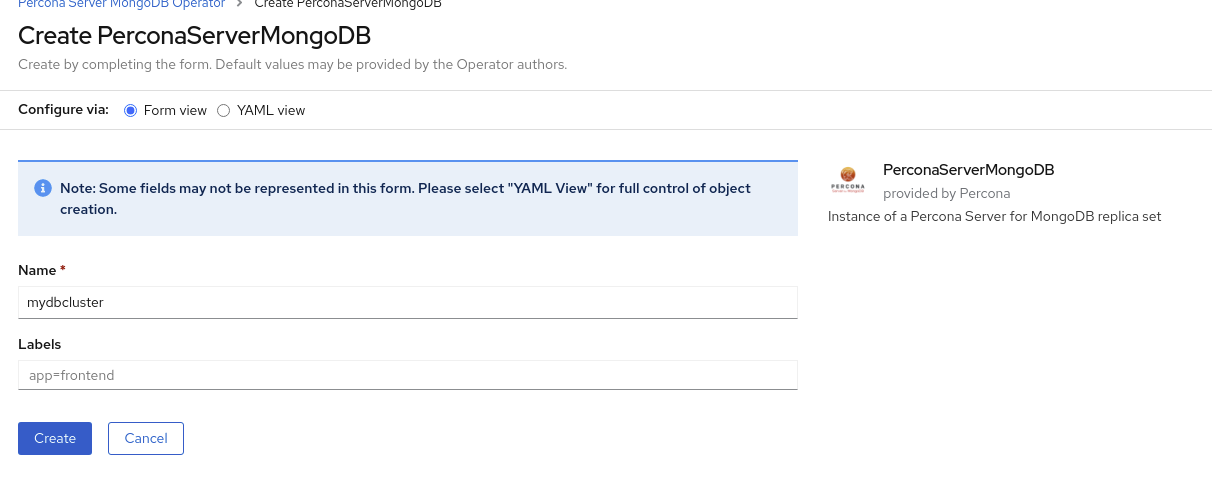 Percona Server MongoDB Operator > Create PerconaServerMongoDB
Create PerconaServerMongoDB
Create by completing the form. Default values may be provided by the Operator authors.
Configure via: Form view YAML view
Note: Some fields may not be represented in this form. Please select "YAML View" for full control of object
creation.
Name *
mydbcluster
Labels
app=frontend
Create Cancel
PERCONA
PerconaServerMongoDB
provided by Percona
Instance of a Percona Server for MongoDB replica set